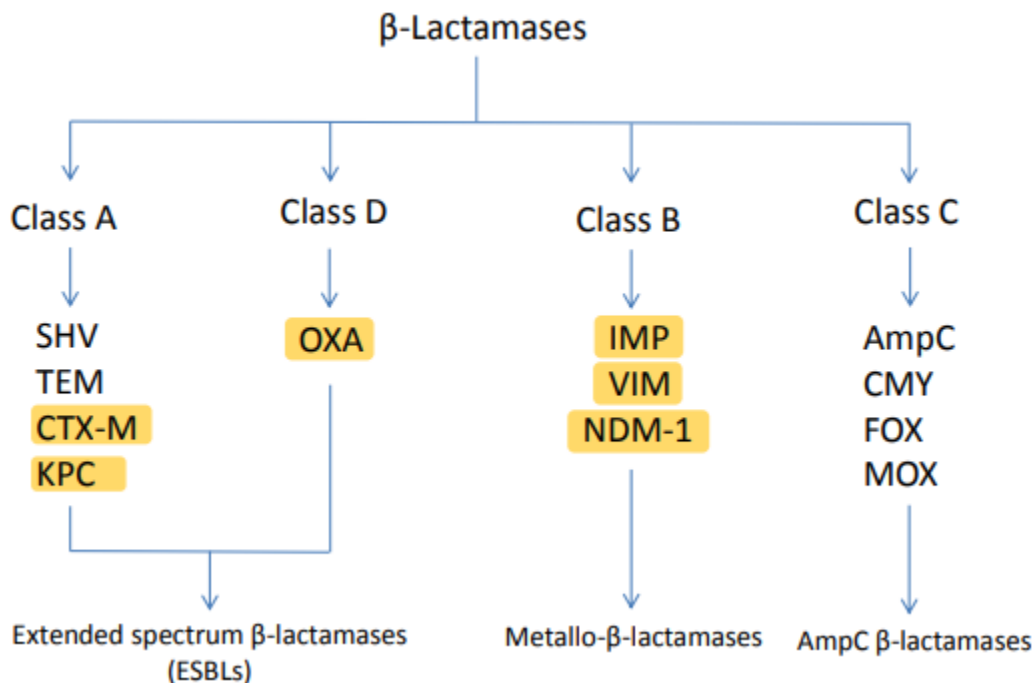 β-Lactamases
Class A
Class D
Class B
Class C
SHV
TEM
CTX-M
KPC
OXA
IMP
VIM
NDM-1
AmpC
CMY
FOX
MOX
Extended spectrum β-lactamases
(ESBLs)
Metallo-β-lactamases
AmpC β-lactamases